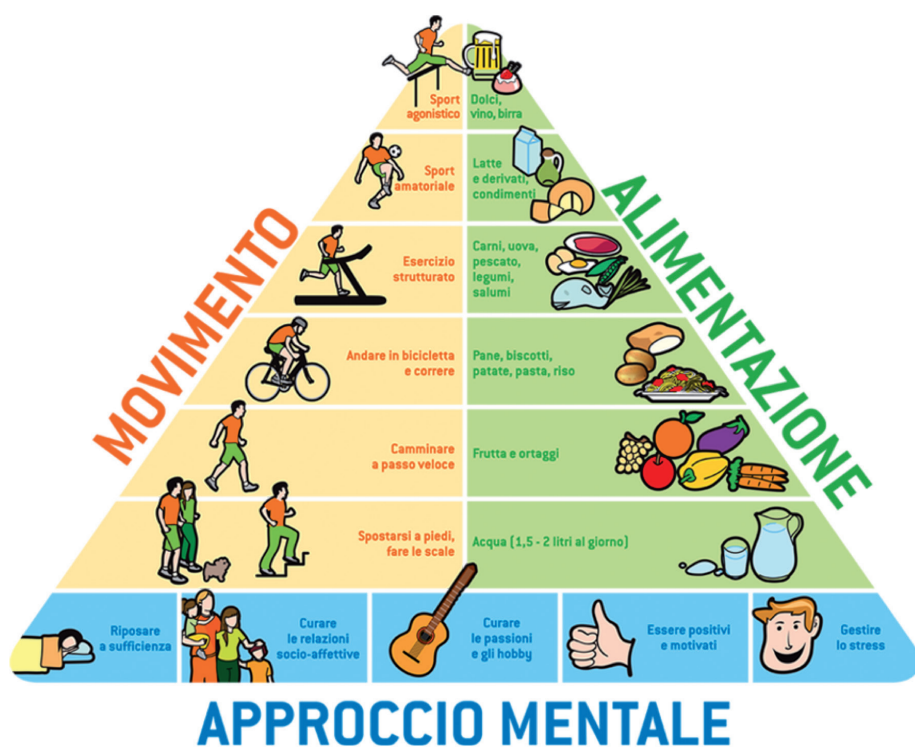 MOVIMENTO
ALIMENTAZIONE
Sport
agonistico
Dolci,
vino, birra
Sport
amatoriale
Latte
e derivati,
condimenti
Esercizio
strutturato
Carni, uova,
pescato,
legumi,
salumi
Andare in bicicletta
e correre
Pane, biscotti,
patate, pasta, riso
Camminare
a passo veloce
Frutta e ortaggi
Spostarsi a piedi,
fare le scale
Acqua (1,5 - 2 litri al giorno)
Riposare
a sufficienza
Curare
le relazioni
socio-affettive
Curare
le passioni
e gli hobby
Essere positivi
e motivati
Gestire
lo stress
APPROCCIO MENTALE